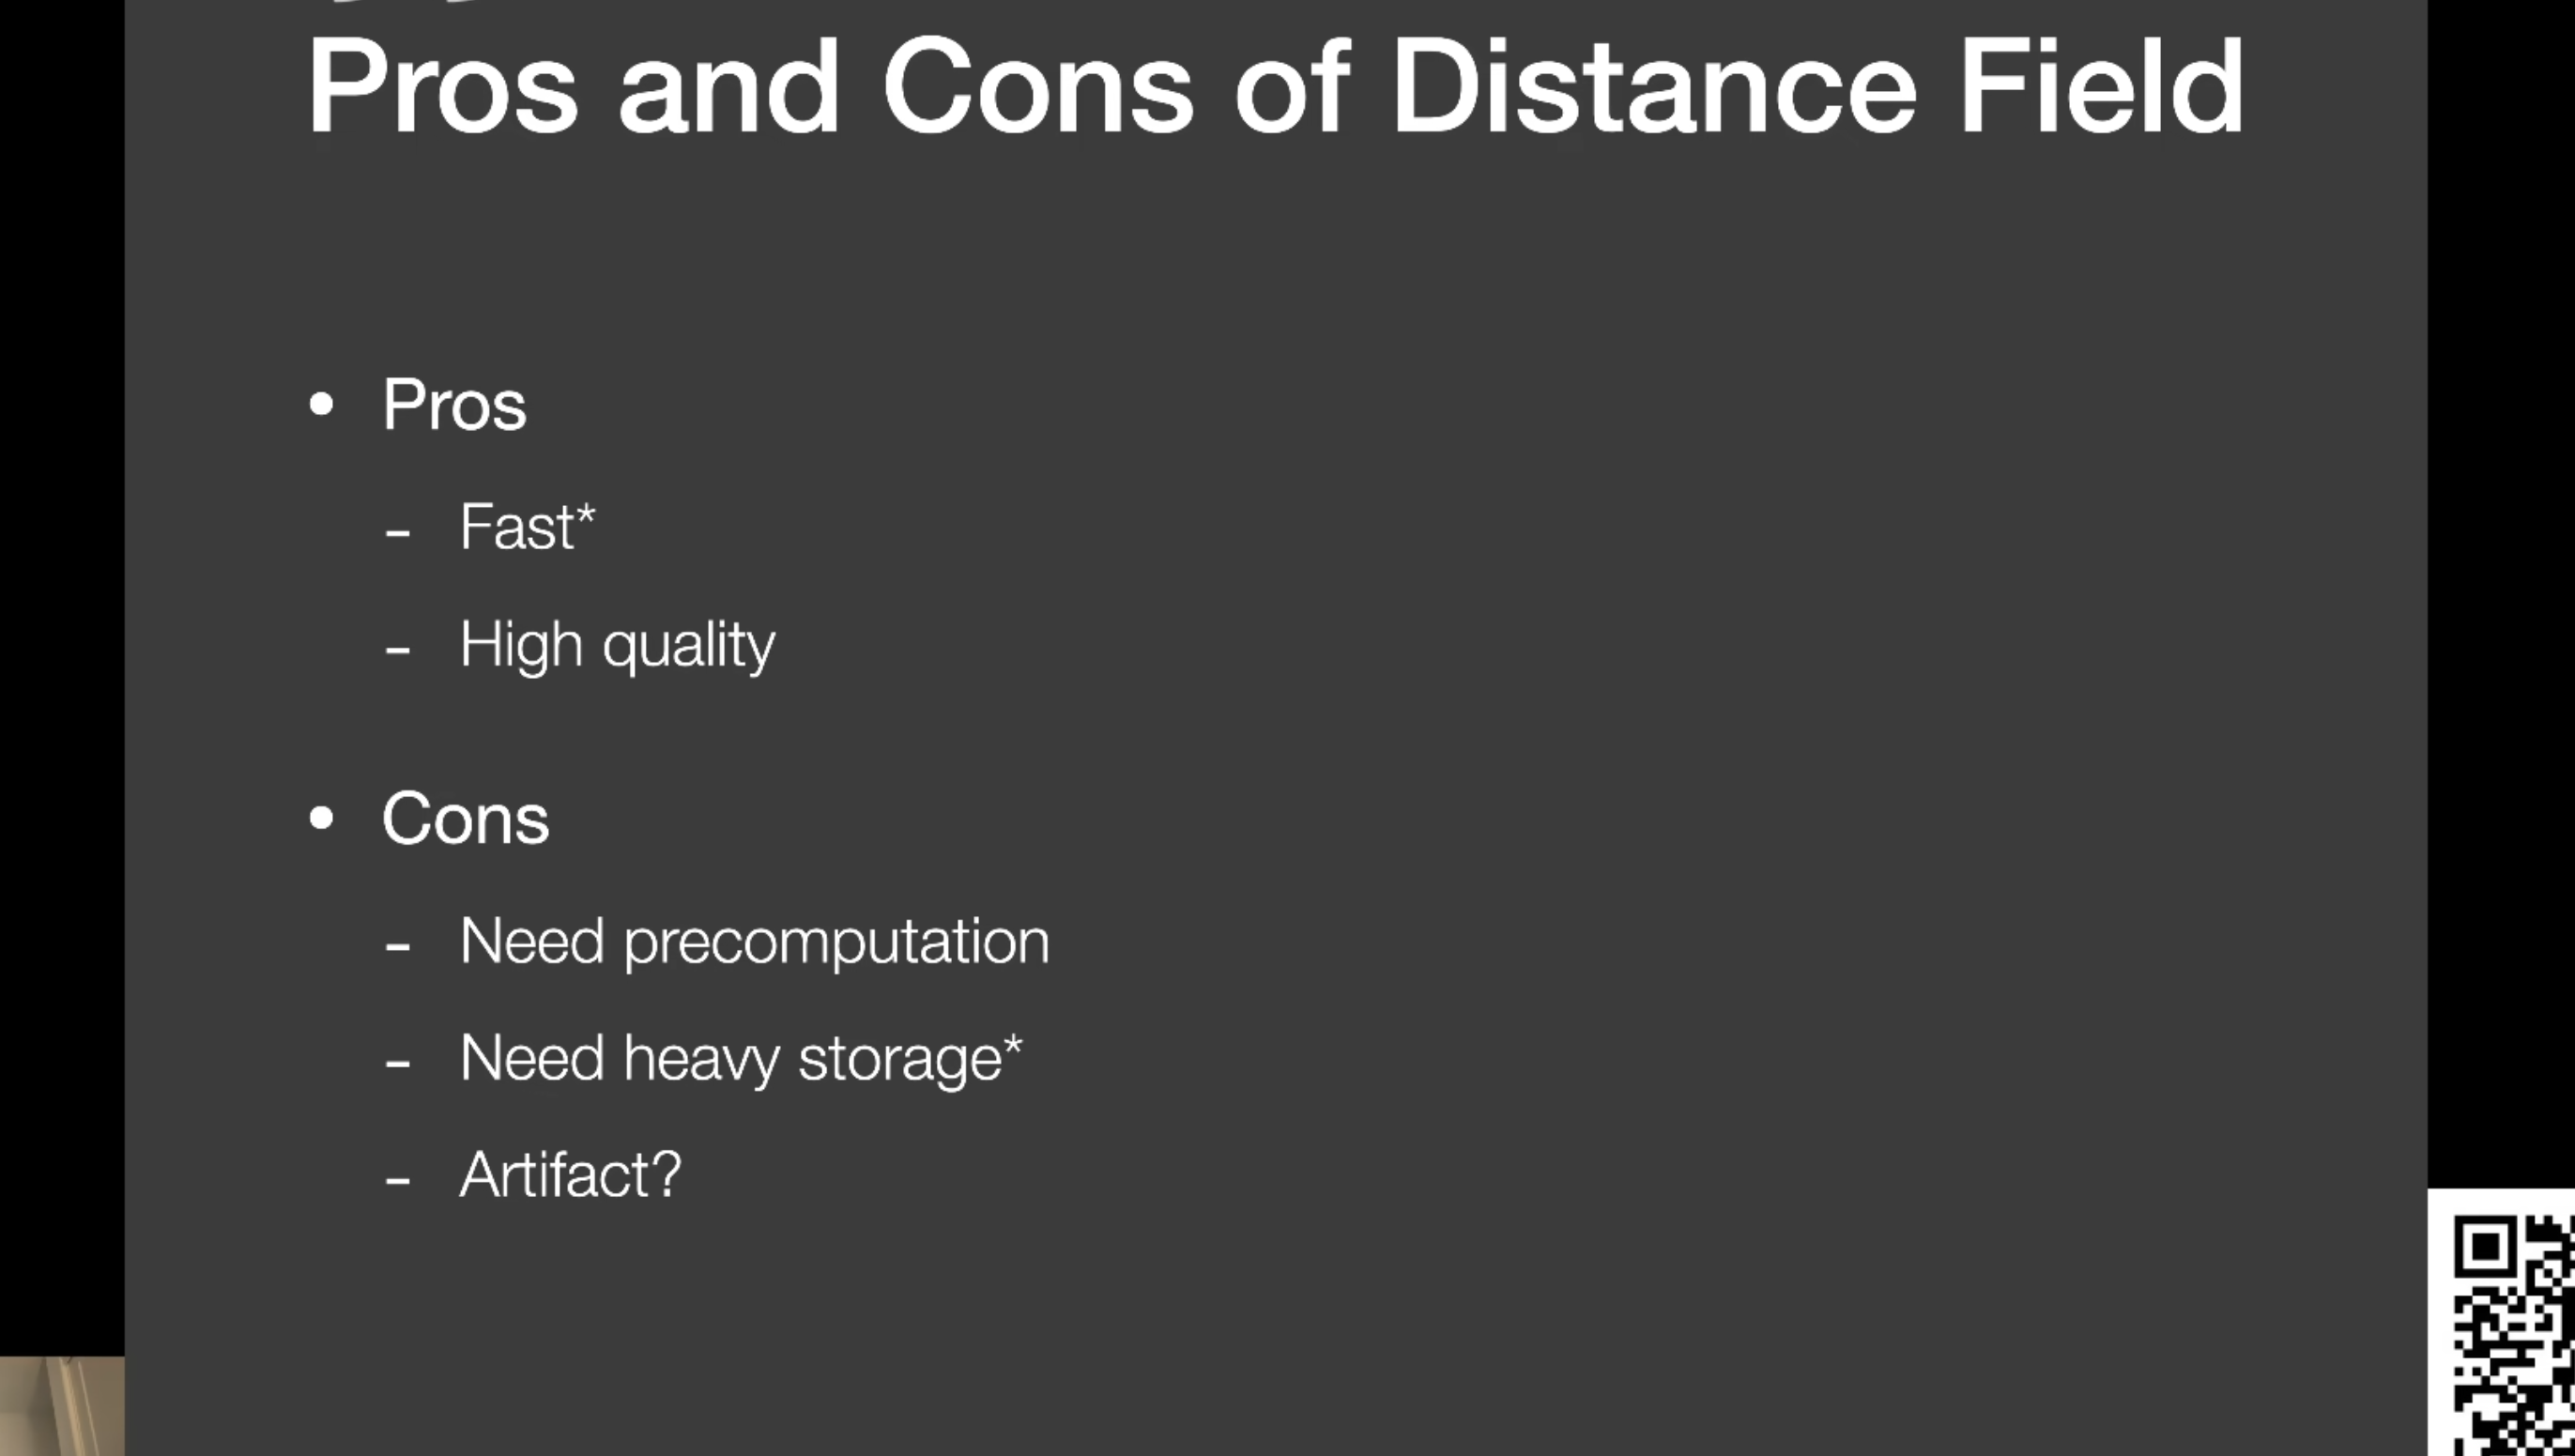 Pros and Cons of Distance Field
• Pros
- Fast*
- High quality
• Cons
- Need precomputation
- Need heavy storage*
- Artifact?